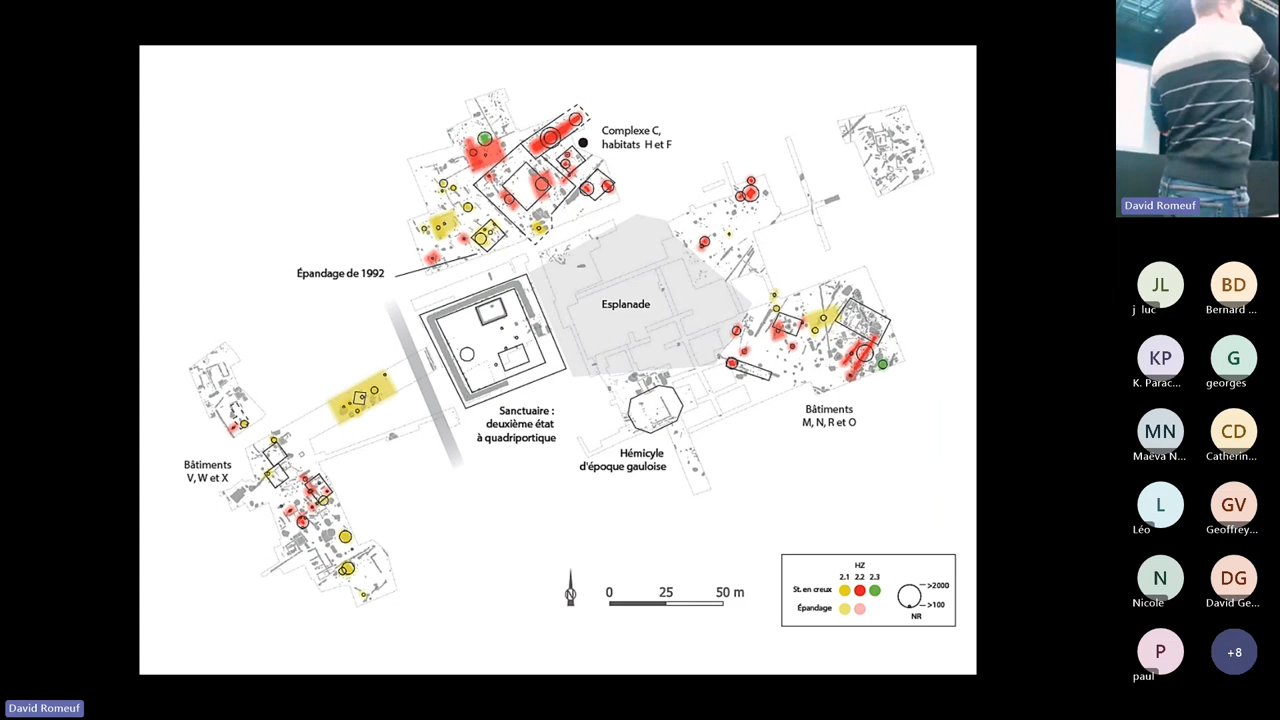 Complexe C,
habitats H et F
Épandage de 1992
Esplanade
Sanctuaire :
deuxième état
à quadriportique
Hémicyle
d'époque gauloise
Bâtiments
M, N, R et O
Bâtiments
V, W et X
N
0 25 50 m
HZ
2.1 2.2 2.3
St. en creux
Épandage
>2000
>100
NR
David Romeuf
JL BD
j luc Bernard ...
KP G
K. Parac... georges
MN CD
Maëva N... Catherin...
L GV
Léo Geoffrey...
N DG
Nicole David Ge...
P +8
paul
David Romeuf